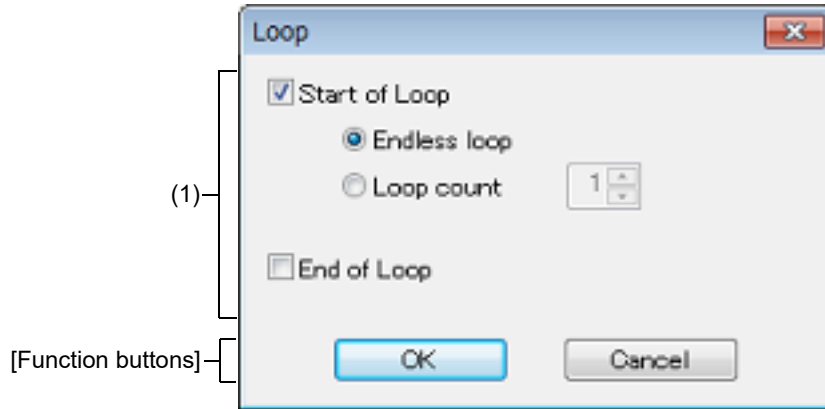 Loop
Start of Loop
Endless loop
(1)
Loop count 1
End of Loop
[Function buttons]
OK Cancel